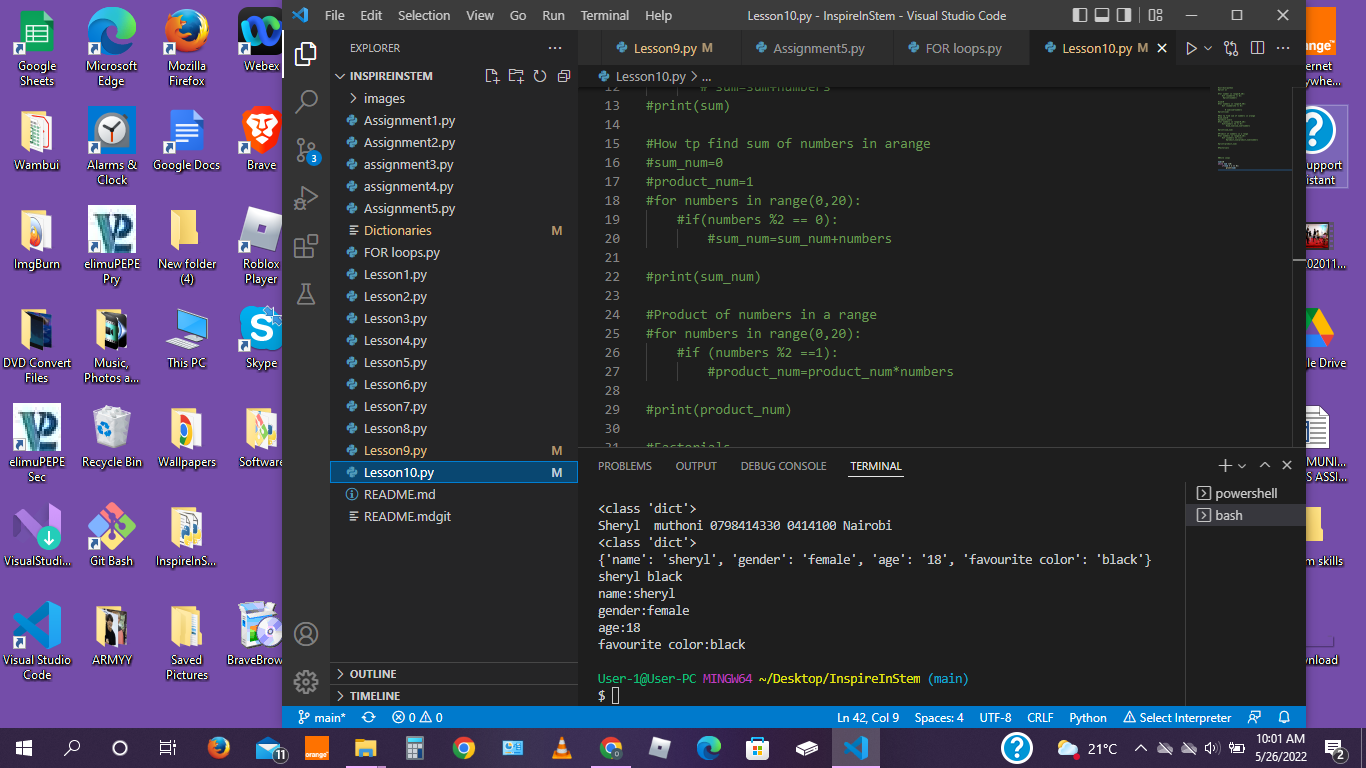 Google Sheets
Microsoft Edge
Mozilla Firefox
Webex
Wambui
Alarms & Clock
Google Docs
Brave
ImgBurn
elimuPEPE Pry
New folder (4)
Roblox Player
DVD Convert Files
Music, Photos a...
This PC
Skype
elimuPEPE Sec
Recycle Bin
Wallpapers
Software
VisualStudi...
Git Bash
InspireInS...
Visual Studio Code
ARMYY
Saved Pictures
BraveBrow
File Edit Selection View Go Run Terminal Help
Lesson10.py - InspireInStem - Visual Studio Code
EXPLORER
INSPIREINSTEM
images
Assignment1.py
Assignment2.py
assignment3.py
assignment4.py
Assignment5.py
Dictionaries M
FOR loops.py
Lesson1.py
Lesson2.py
Lesson3.py
Lesson4.py
Lesson5.py
Lesson6.py
Lesson7.py
Lesson8.py
Lesson9.py M
Lesson10.py M
README.md
README.mdgit
OUTLINE
TIMELINE
3
Lesson9.py M Assignment5.py FOR loops.py Lesson10.py M
Lesson10.py > ...
12 # sum=sum+numbers
13 #print(sum)
14
15 #How tp find sum of numbers in arange
16 #sum_num=0
17 #product_num=1
18 #for numbers in range(0,20):
19 #if(numbers %2 == 0):
20 #sum_num=sum_num+numbers
21
22 #print(sum_num)
23
24 #Product of numbers in a range
25 #for numbers in range(0,20):
26 #if (numbers %2 ==1):
27 #product_num=product_num*numbers
28
29 #print(product_num)
30
31 #Factorials
PROBLEMS OUTPUT DEBUG CONSOLE TERMINAL
<class 'dict'>
Sheryl  muthoni 0798414330 0414100 Nairobi
<class 'dict'>
{'name': 'sheryl', 'gender': 'female', 'age': '18', 'favourite color': 'black'}
sheryl black
name:sheryl
gender:female
age:18
favourite color:black
User-1@User-PC MINGW64 ~/Desktop/InspireInStem (main)
$
powershell
bash
main* 0 0 Ln 42, Col 9 Spaces: 4 UTF-8 CRLF Python Select Interpreter
orange
ernet
ywhe...
upport
istant
02011...
le Drive
MUNI...
S ASSI...
m skills
wnload
11
orange
21°C
10:01 AM
5/26/2022
2